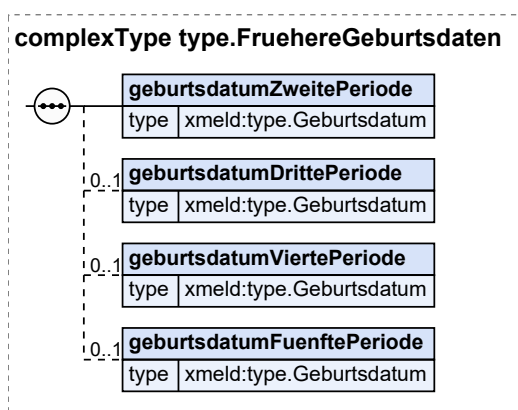 complexType type.FruehereGeburtsdaten
geburtsdatumZweitePeriode
type xmeld:type.Geburtsdatum
0..1 geburtsdatumDrittePeriode
type xmeld:type.Geburtsdatum
0..1 geburtsdatumViertePeriode
type xmeld:type.Geburtsdatum
0..1 geburtsdatumFuenftePeriode
type xmeld:type.Geburtsdatum